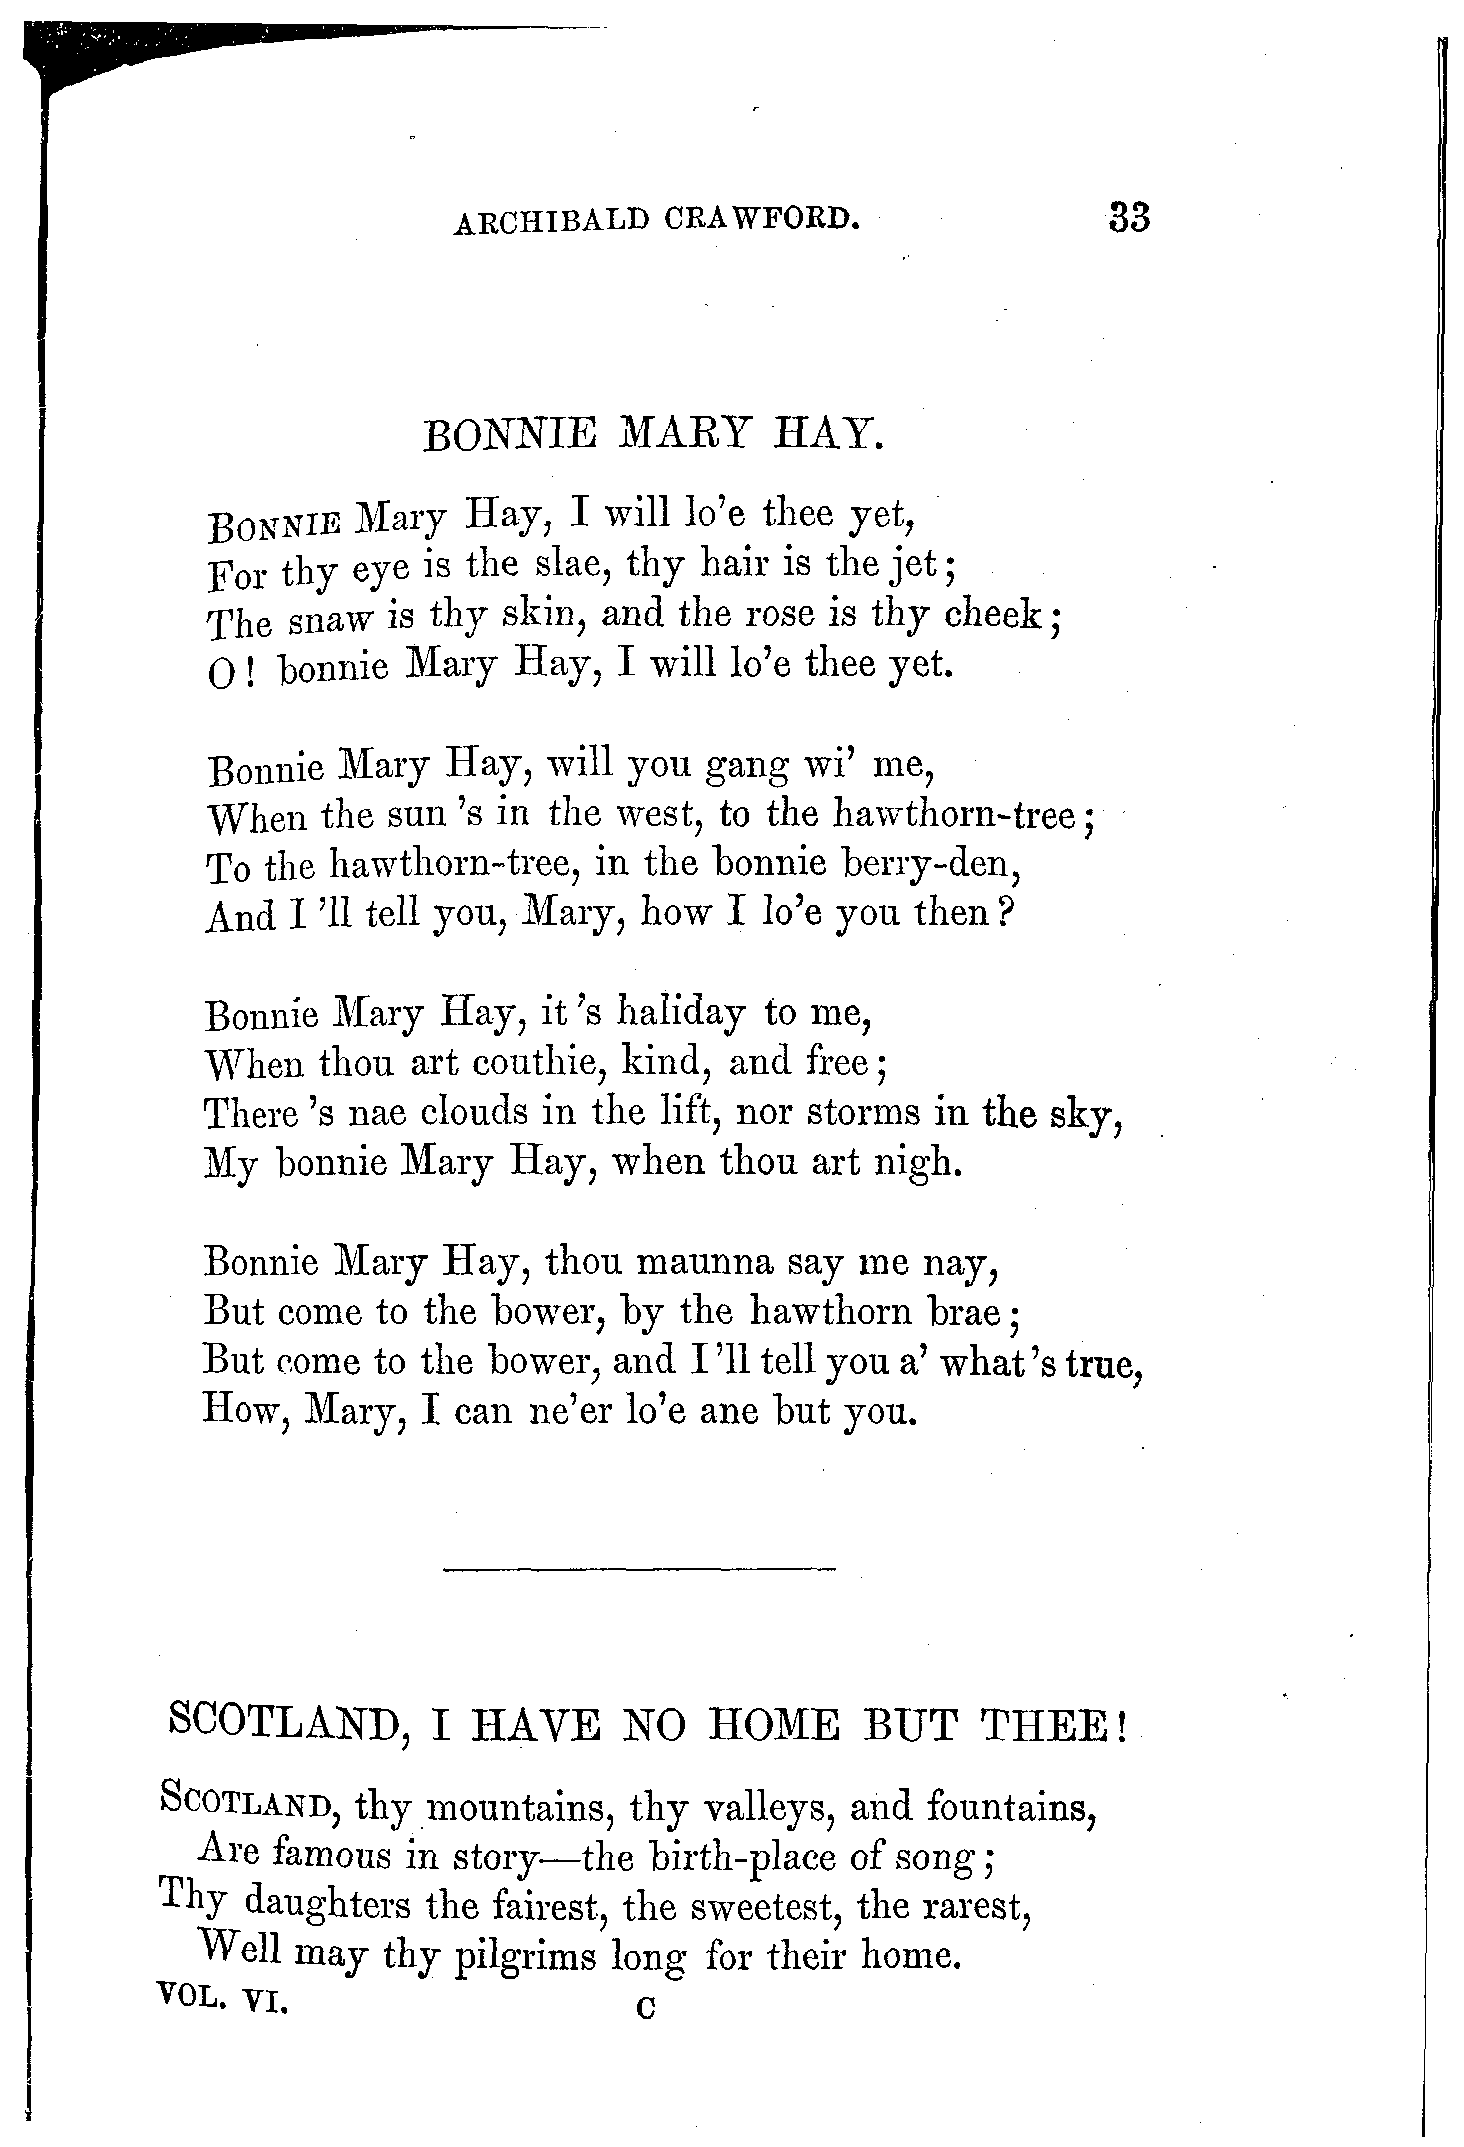 ARCHIBALD CRAWFORD. 33
BONNIE MARY HAY.
BONNIE Mary Hay, I will lo'e thee yet,
For thy eye is the slae, thy hair is the jet;
The snaw is thy skin, and the rose is thy cheek;
O! bonnie Mary Hay, I will lo'e thee yet.
Bonnie Mary Hay, will you gang wi' me,
When the sun 's in the west, to the hawthorn-tree;
To the hawthorn-tree, in the bonnie berry-den,
And I 'll tell you, Mary, how I lo'e you then?
Bonnie Mary Hay, it 's haliday to me,
When thou art couthie, kind, and free;
There 's nae clouds in the lift, nor storms in the sky,
My bonnie Mary Hay, when thou art nigh.
Bonnie Mary Hay, thou maunna say me nay,
But come to the bower, by the hawthorn brae;
But come to the bower, and I 'll tell you a' what 's true,
How, Mary, I can ne'er lo'e ane but you.
SCOTLAND, I HAVE NO HOME BUT THEE!
SCOTLAND, thy mountains, thy valleys, and fountains,
Are famous in story—the birth-place of song;
Thy daughters the fairest, the sweetest, the rarest,
Well may thy pilgrims long for their home.
VOL. VI. C